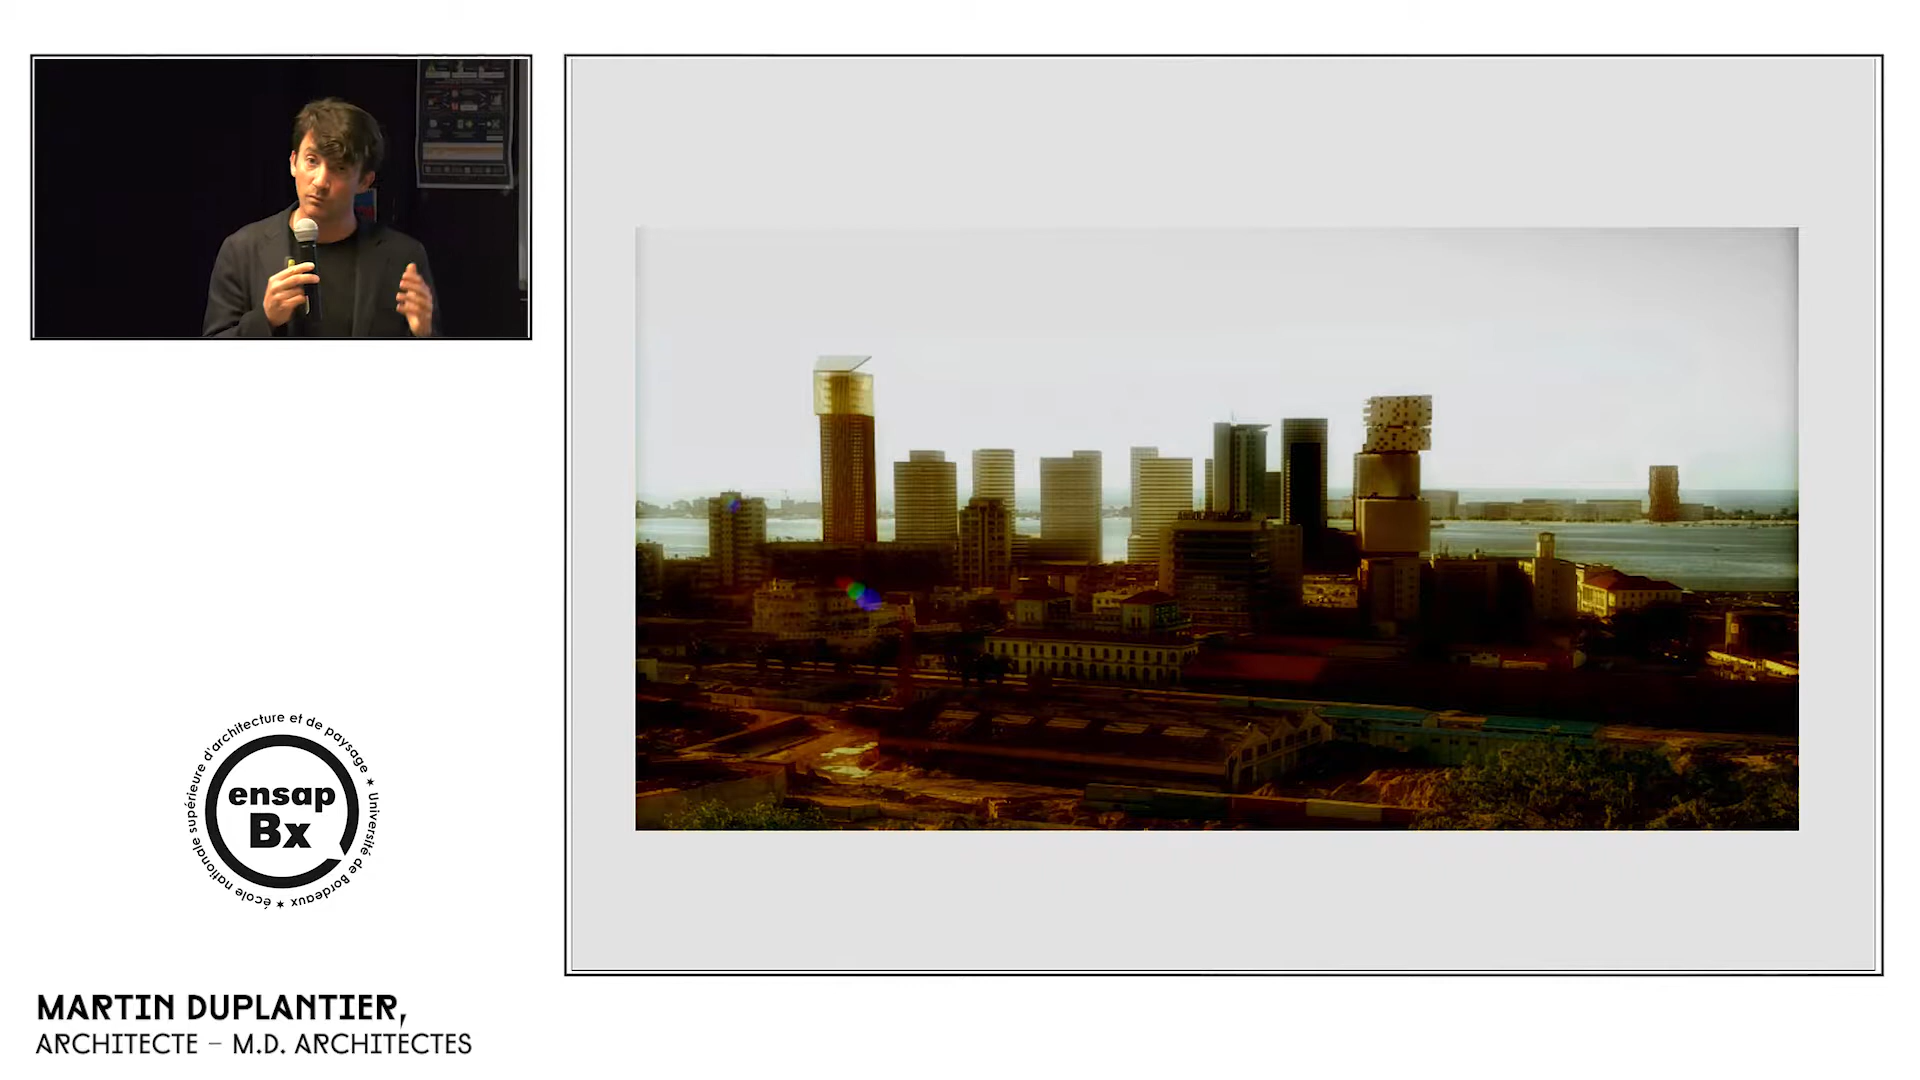 école nationale supérieure d'architecture et de paysage ★ Université de Bordeaux ★
ensap
Bx
MARTIN DUPLANTIER,
ARCHITECTE – M.D. ARCHITECTES